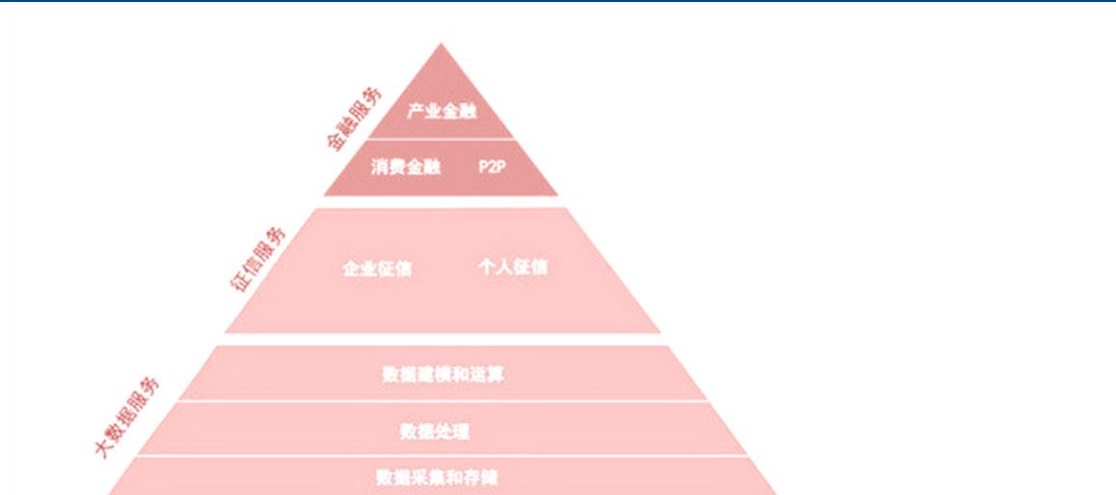 金融服务
产业金融
消费金融 P2P
征信服务
企业征信 个人征信
大数据服务
数据建模和运算
数据处理
数据采集和存储